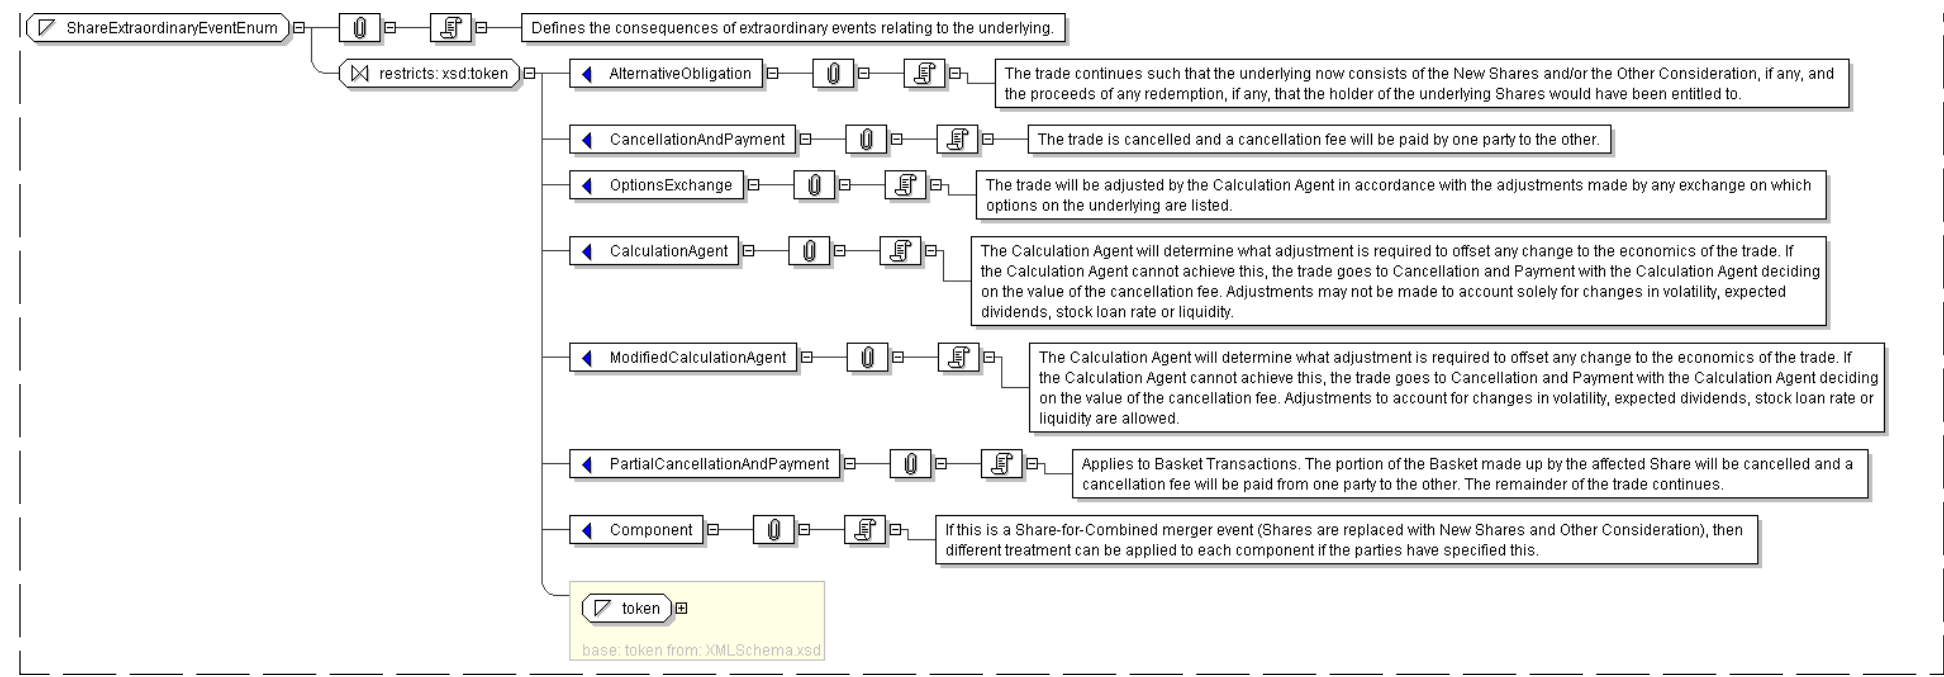 ShareExtraordinaryEventEnum
Defines the consequences of extraordinary events relating to the underlying.
restricts: xsd:token
AlternativeObligation
The trade continues such that the underlying now consists of the New Shares and/or the Other Consideration, if any, and
the proceeds of any redemption, if any, that the holder of the underlying Shares would have been entitled to.
CancellationAndPayment
The trade is cancelled and a cancellation fee will be paid by one party to the other.
OptionsExchange
The trade will be adjusted by the Calculation Agent in accordance with the adjustments made by any exchange on which
options on the underlying are listed.
CalculationAgent
The Calculation Agent will determine what adjustment is required to offset any change to the economics of the trade. If
the Calculation Agent cannot achieve this, the trade goes to Cancellation and Payment with the Calculation Agent deciding
on the value of the cancellation fee. Adjustments may not be made to account solely for changes in volatility, expected
dividends, stock loan rate or liquidity.
ModifiedCalculationAgent
The Calculation Agent will determine what adjustment is required to offset any change to the economics of the trade. If
the Calculation Agent cannot achieve this, the trade goes to Cancellation and Payment with the Calculation Agent deciding
on the value of the cancellation fee. Adjustments to account for changes in volatility, expected dividends, stock loan rate or
liquidity are allowed.
PartialCancellationAndPayment
Applies to Basket Transactions. The portion of the Basket made up by the affected Share will be cancelled and a
cancellation fee will be paid from one party to the other. The remainder of the trade continues.
Component
If this is a Share-for-Combined merger event (Shares are replaced with New Shares and Other Consideration), then
different treatment can be applied to each component if the parties have specified this.
token
base: token from: XMLSchema.xsd